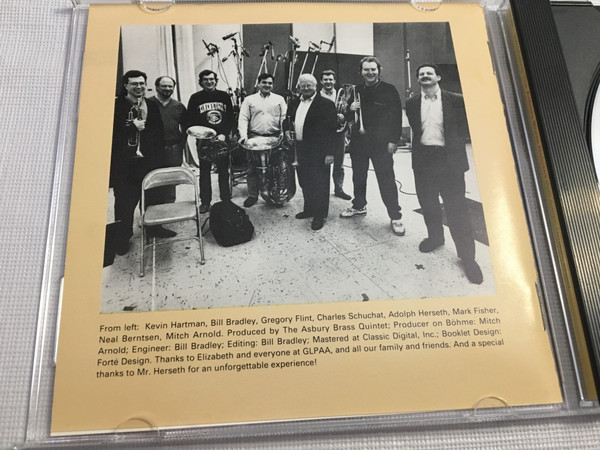 From left: Kevin Hartman, Bill Bradley, Gregory Flint, Charles Schuchat, Adolph Herseth, Mark Fisher,
Neal Berntsen, Mitch Arnold. Produced by The Asbury Brass Quintet; Producer on Böhme: Mitch
Arnold; Engineer: Bill Bradley; Editing: Bill Bradley; Mastered at Classic Digital, Inc.; Booklet Design:
Forté Design. Thanks to Elizabeth and everyone at GLPAA, and all our family and friends. And a special
thanks to Mr. Herseth for an unforgettable experience!